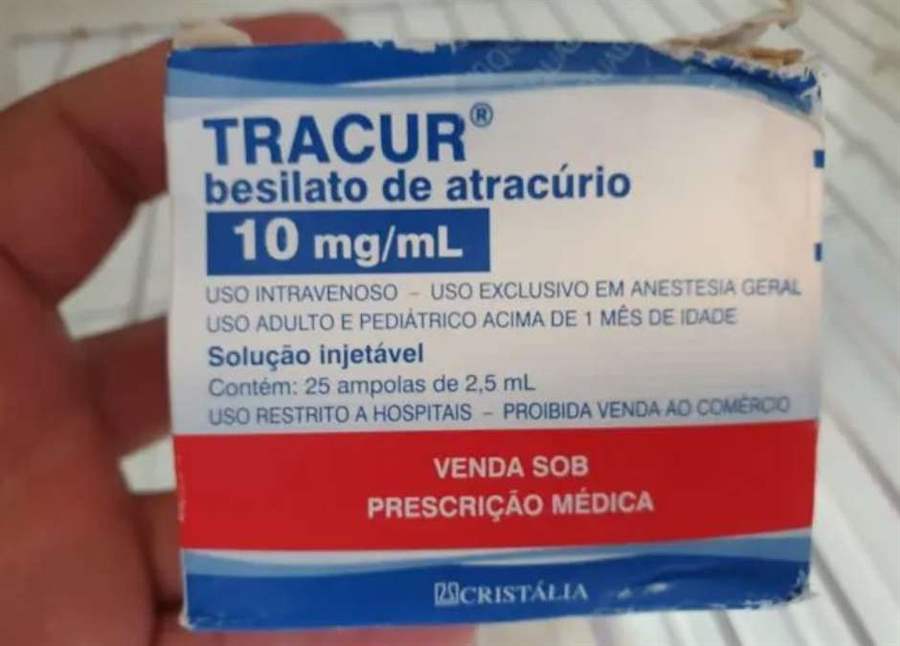 TRACUR®
besilato de atracúrio
10 mg/mL
USO INTRAVENOSO – USO EXCLUSIVO EM ANESTESIA GERAL
USO ADULTO E PEDIÁTRICO ACIMA DE 1 MÊS DE IDADE
Solução injetável
Contém: 25 ampolas de 2,5 mL
USO RESTRITO A HOSPITAIS – PROIBIDA VENDA AO COMÉRCIO
VENDA SOB
PRESCRIÇÃO MÉDICA
CRISTÁLIA